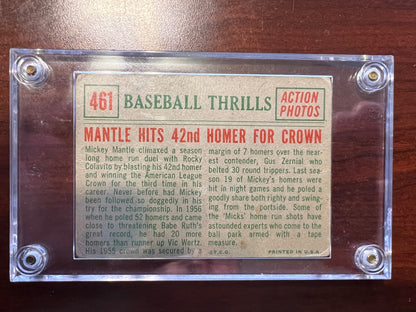 461 BASEBALL THRILLS ACTION PHOTOS
MANTLE HITS 42nd HOMER FOR CROWN
Mickey Mantle climaxed a season
long home run duel with Rocky
Colavito by blasting his 42nd homer
and winning the American League
Crown for the third time in his
career. Never before had Mickey
been followed so doggedly in his
try for the championship. In 1956
when he poled 52 homers and came
close to threatening Babe Ruth's
great record, he had 20 more
homers than runner up Vic Wertz.
His 1955 crown was secured by a
margin of 7 homers over the near-
est contender, Gus Zernial who
belted 30 round trippers. Last sea-
son 19 of Mickey's homers were
hit in night games and he poled a
goodly share both righty and swing-
ing from the portside. Some of
the 'Micks' home run shots have
astounded experts who come to the
ball park armed with a tape
measure.
©T.C.G. PRINTED IN U.S.A.